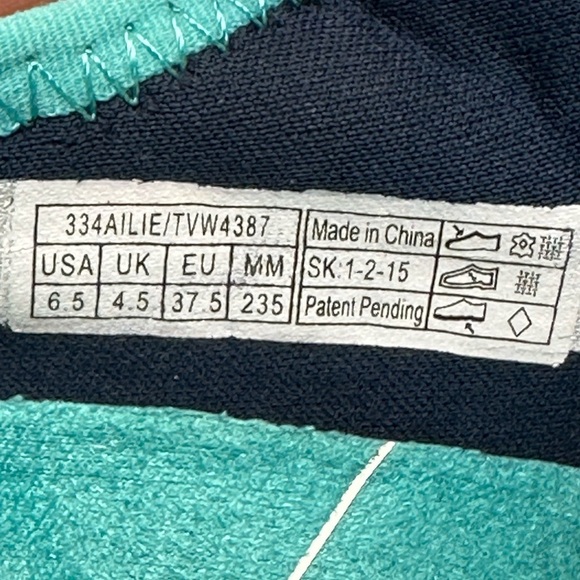 334AILIE/TVW4387
USA UK EU MM
6.5 4.5 37.5 235
Made in China
SK:1-2-15
Patent Pending